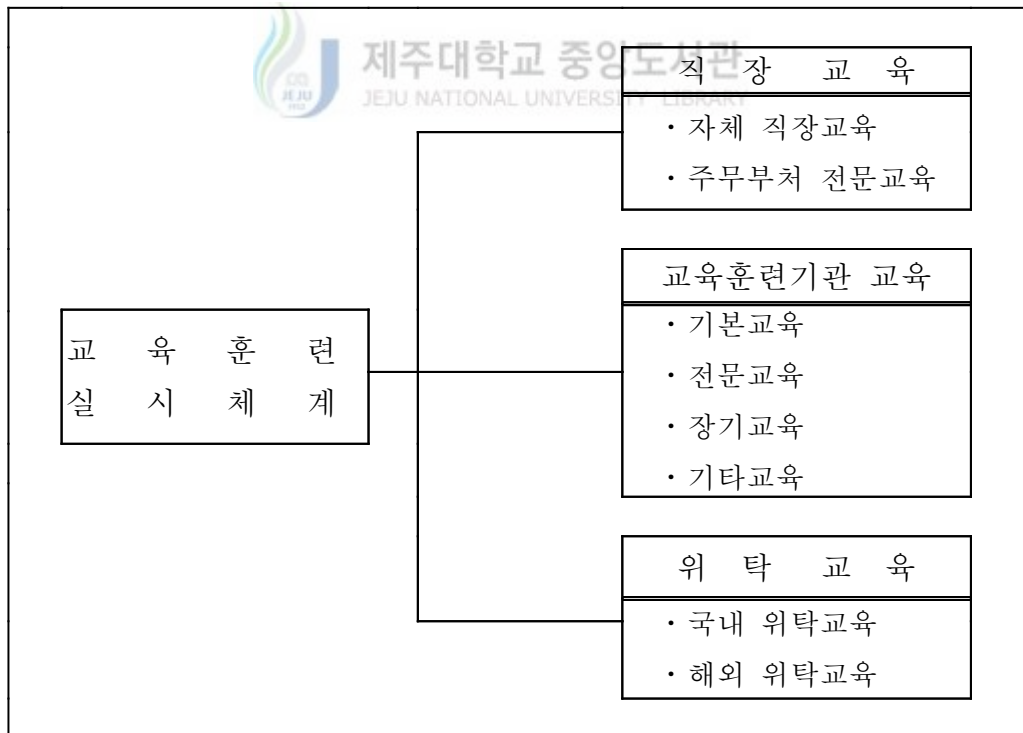 제주대학교 중앙도서관
JEJU NATIONAL UNIVERSITY LIBRARY
JEJU
1952
직 장 교 육
· 자체 직장교육
· 주무부처 전문교육
교육훈련기관 교육
· 기본교육
· 전문교육
· 장기교육
· 기타교육
교 육 훈 련
실 시 체 계
위 탁 교 육
· 국내 위탁교육
· 해외 위탁교육